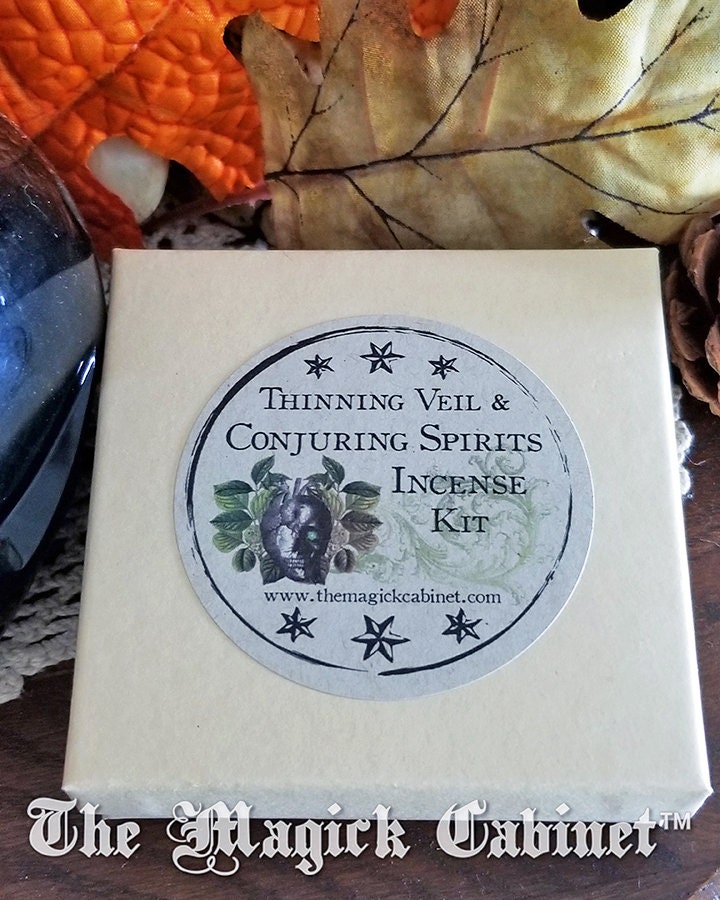 Thinning Veil &
Conjuring Spirits
Incense
Kit
www.themagickcabinet.com
The Magick Cabinet™